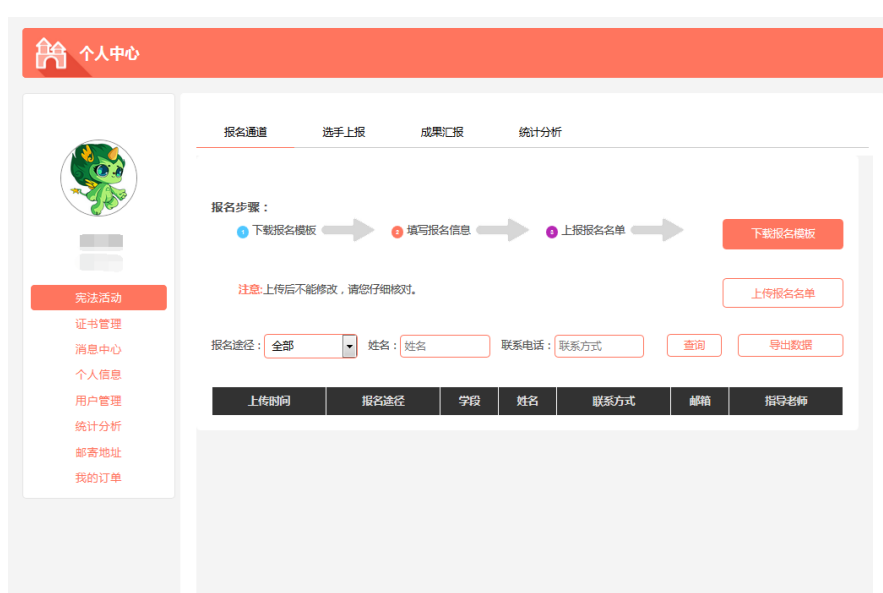 个人中心
报名通道 选手上报 成果汇报 统计分析
报名步骤：
1 下载报名模板 2 填写报名信息 3 上报报名名单 下载报名模板
注意:上传后不能修改，请您仔细核对。 上传报名名单
报名途径： 全部 姓名： 姓名 联系电话： 联系方式 查询 导出数据
上传时间 报名途径 学段 姓名 联系方式 邮箱 指导老师
宪法活动
证书管理
消息中心
个人信息
用户管理
统计分析
邮寄地址
我的订单